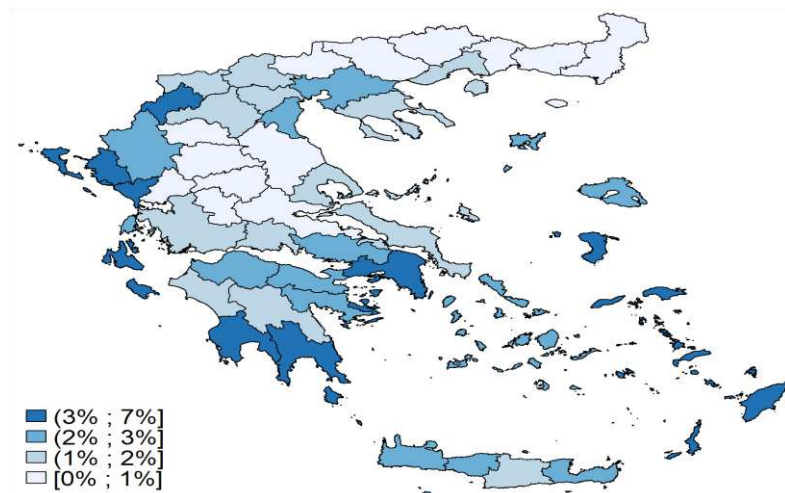 (3% ; 7%]
(2% ; 3%]
(1% ; 2%]
[0% ; 1%]